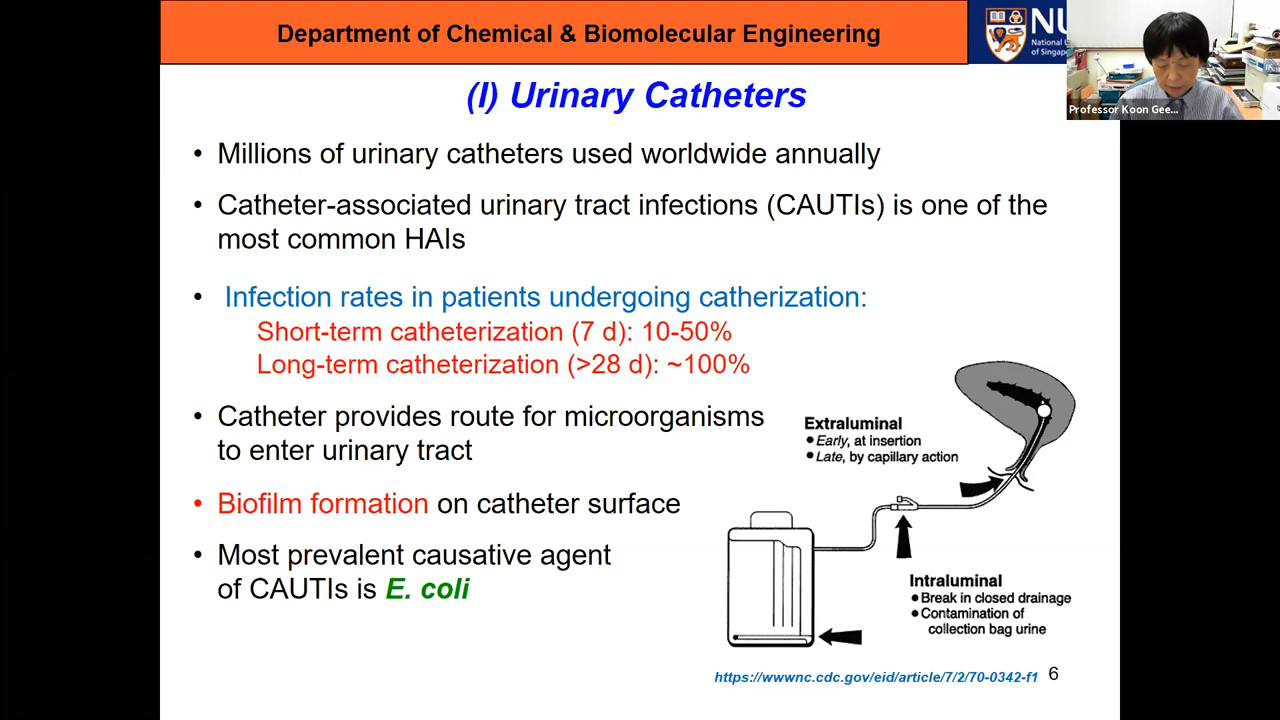 Department of Chemical & Biomolecular Engineering
NU
National U
of Singap
Professor Koon Gee...
(I) Urinary Catheters
• Millions of urinary catheters used worldwide annually
• Catheter-associated urinary tract infections (CAUTIs) is one of the
most common HAIs
• Infection rates in patients undergoing catherization:
Short-term catheterization (7 d): 10-50%
Long-term catheterization (>28 d): ~100%
• Catheter provides route for microorganisms
to enter urinary tract
• Biofilm formation on catheter surface
• Most prevalent causative agent
of CAUTIs is E. coli
Extraluminal
• Early, at insertion
• Late, by capillary action
Intraluminal
• Break in closed drainage
• Contamination of
collection bag urine
https://wwwnc.cdc.gov/eid/article/7/2/70-0342-f1
6